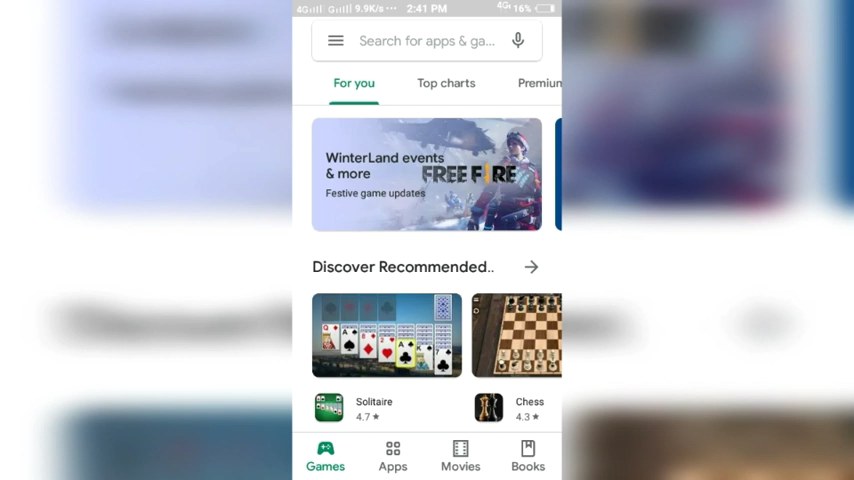 4G 4G 9.9K/s ... 2:41 PM 4G 16%
Search for apps & ga...
For you Top charts Premium
WinterLand events
& more
FREE FIRE
Festive game updates
Discover Recommended..
Solitaire Chess
4.7 ★ 4.3 ★
Games Apps Movies Books